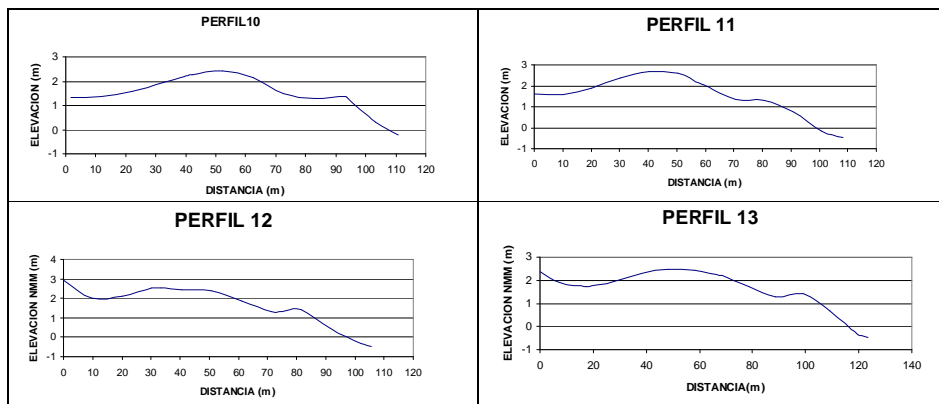 PERFIL10
ELEVACION (m)
3
2
1
0
-1
0 10 20 30 40 50 60 70 80 90 100 110 120
DISTANCIA (m)
PERFIL 11
ELEVACION (m)
3
2
1
0
-1
0 10 20 30 40 50 60 70 80 90 100 110 120
DISTANCIA (m)
PERFIL 12
ELEVACION NMM (m)
4
3
2
1
0
-1
0 10 20 30 40 50 60 70 80 90 100 110 120
DISTANCIA (m)
PERFIL 13
ELEVACION NMM (m)
3
2
1
0
-1
0 20 40 60 80 100 120 140
DISTANCIA(m)